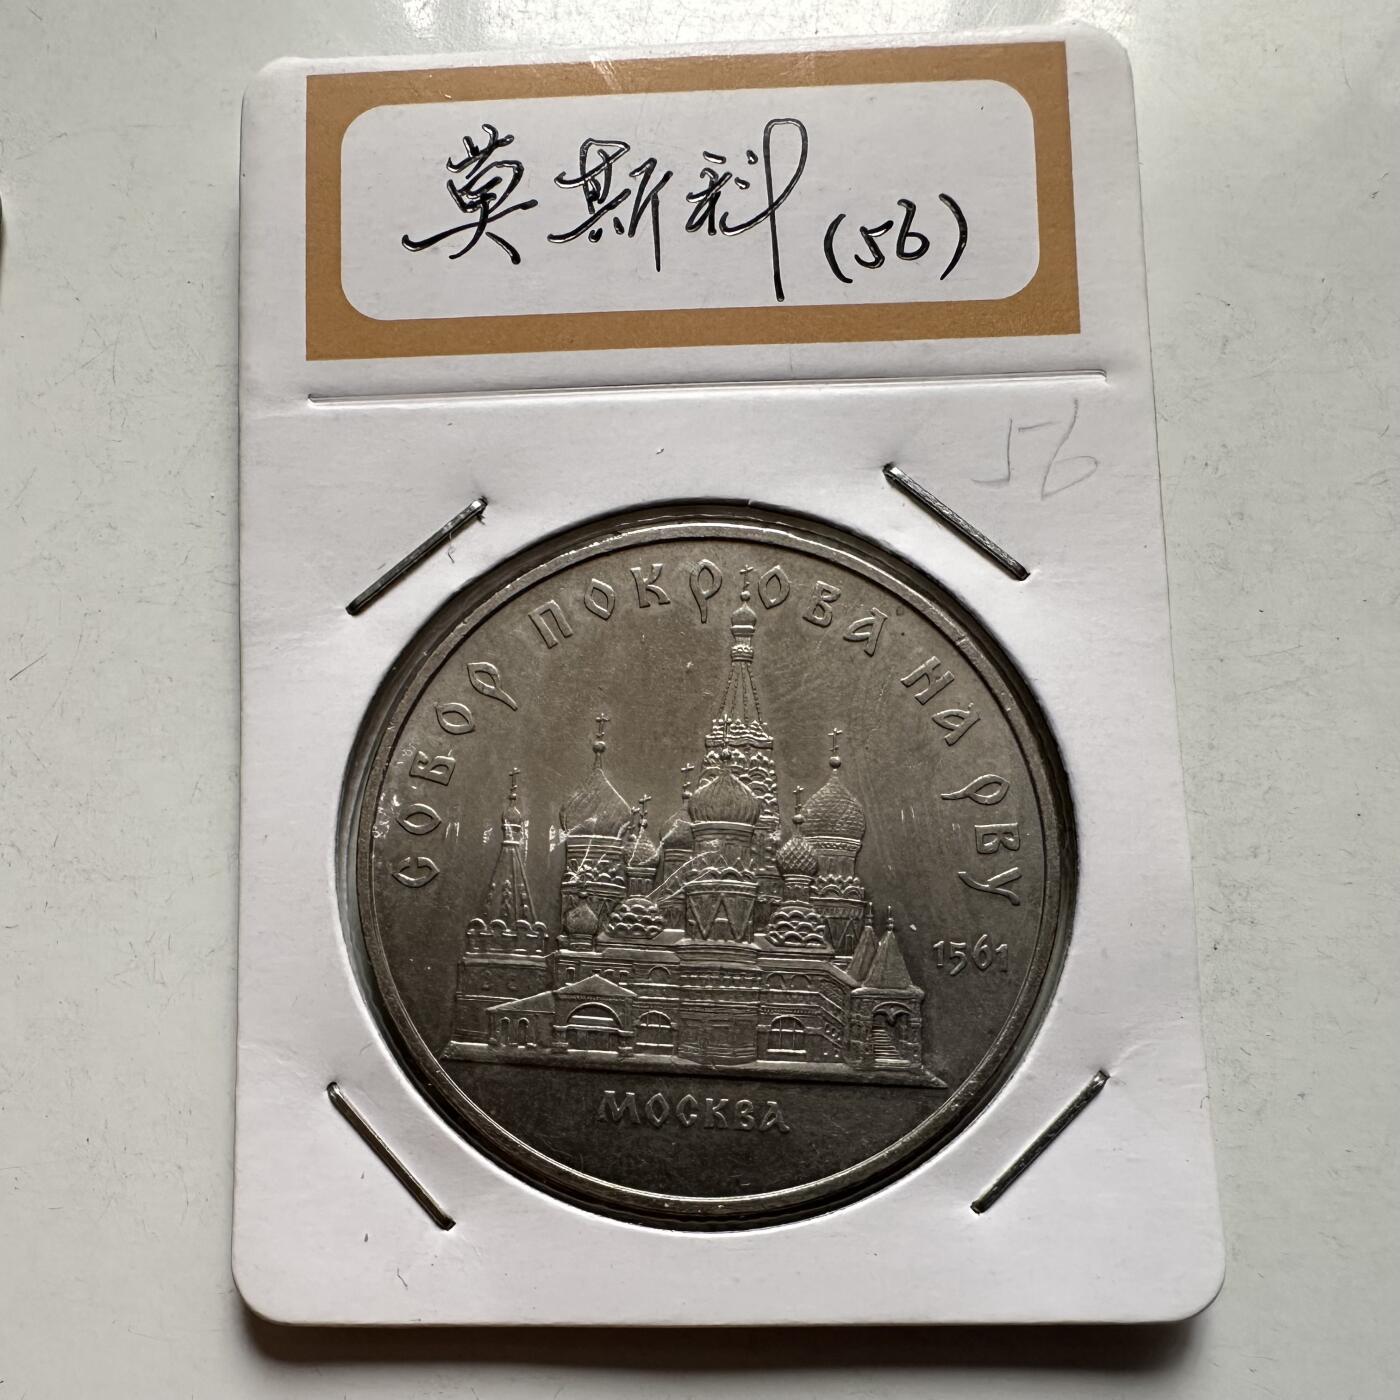 莫斯科 (56)
56
СОБОР ПОКРОВА НА РВУ
1561
МОСКВА